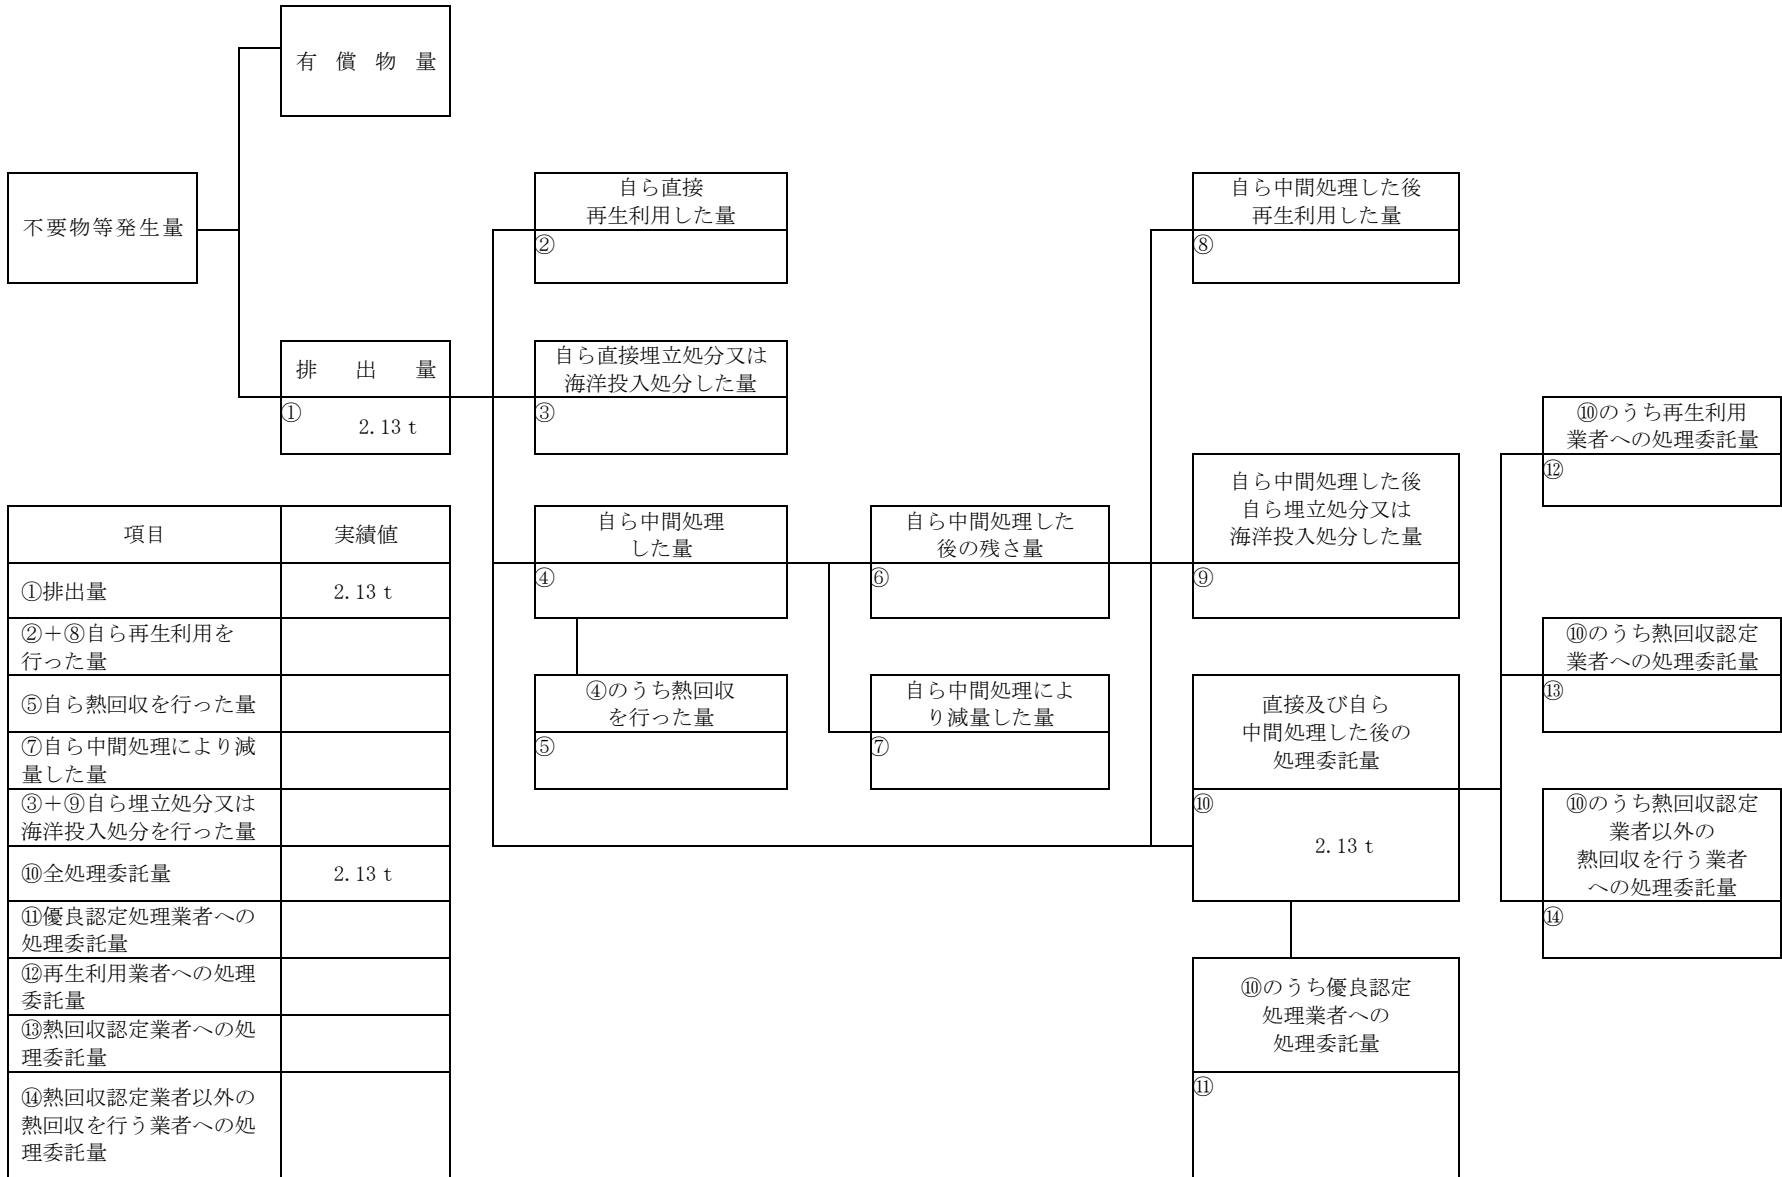 有償物量
不要物等発生量
排出量
①
2.13 t
自ら直接
再生利用した量
②
自ら直接埋立処分又は
海洋投入処分した量
③
自ら中間処理
した量
④
④のうち熱回収
を行った量
⑤
自ら中間処理した
後の残さ量
⑥
自ら中間処理によ
り減量した量
⑦
自ら中間処理した後
再生利用した量
⑧
自ら中間処理した後
自ら埋立処分又は
海洋投入処分した量
⑨
直接及び自ら
中間処理した後の
処理委託量
⑩
2.13 t
⑩のうち優良認定
処理業者への
処理委託量
⑪
⑩のうち再生利用
業者への処理委託量
⑫
⑩のうち熱回収認定
業者への処理委託量
⑬
⑩のうち熱回収認定
業者以外の
熱回収を行う業者
への処理委託量
⑭
項目 実績値
①排出量 2.13 t
②+⑧自ら再生利用を
行った量
⑤自ら熱回収を行った量
⑦自ら中間処理により減
量した量
③+⑨自ら埋立処分又は
海洋投入処分を行った量
⑩全処理委託量 2.13 t
⑪優良認定処理業者への
処理委託量
⑫再生利用業者への処理
委託量
⑬熱回収認定業者への処
理委託量
⑭熱回収認定業者以外の
熱回収を行う業者への処
理委託量